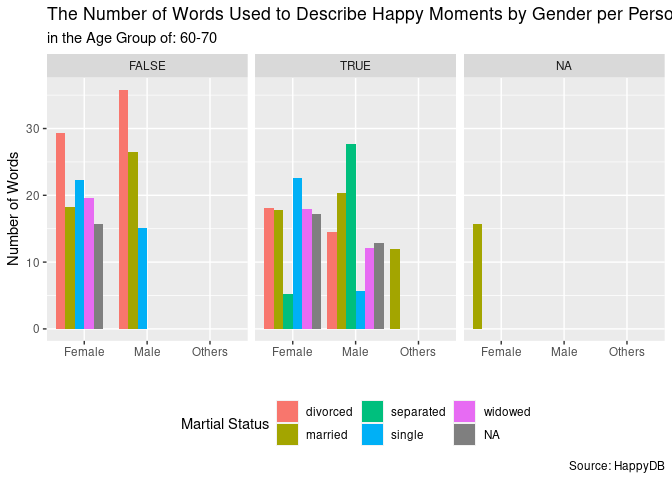 The Number of Words Used to Describe Happy Moments by Gender per Perso
in the Age Group of: 60-70
FALSE TRUE NA
Number of Words
30
20
10
0
Female Male Others Female Male Others Female Male Others
Martial Status
divorced separated widowed
married single NA
Source: HappyDB